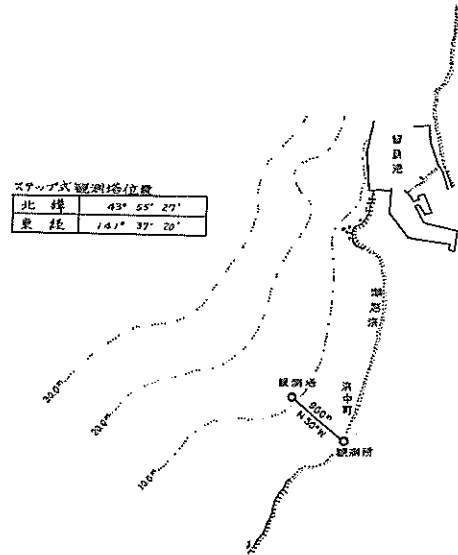 ステップ式観測塔位置
北 緯 43° 55' 27'
東 経 141° 37' 20'
留萌港
浜中町
観測塔
900m
N50°W
観測所
30.0m
20.0m
10.0m